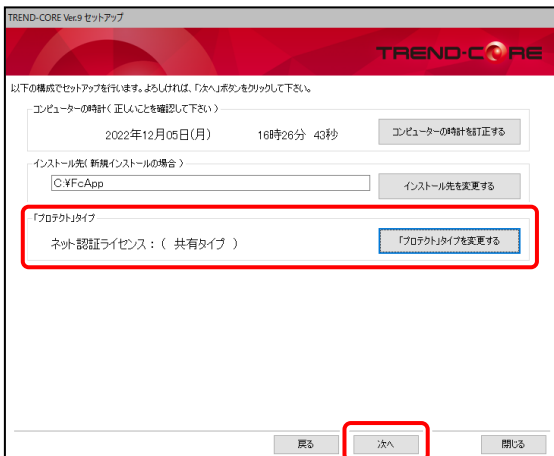 TREND-CORE Ver.9 セットアップ
TREND-CORE
以下の構成でセットアップを行います。よろしければ、「次へ」ボタンをクリックして下さい。
コンピューターの時計( 正しいことを確認して下さい )
2022年12月05日(月) 16時26分 43秒 コンピューターの時計を訂正する
インストール先( 新規インストールの場合 )
C:¥FcApp インストール先を変更する
「プロテクト」タイプ
ネット認証ライセンス：( 共有タイプ ) 「プロテクト」タイプを変更する
戻る 次へ 閉じる